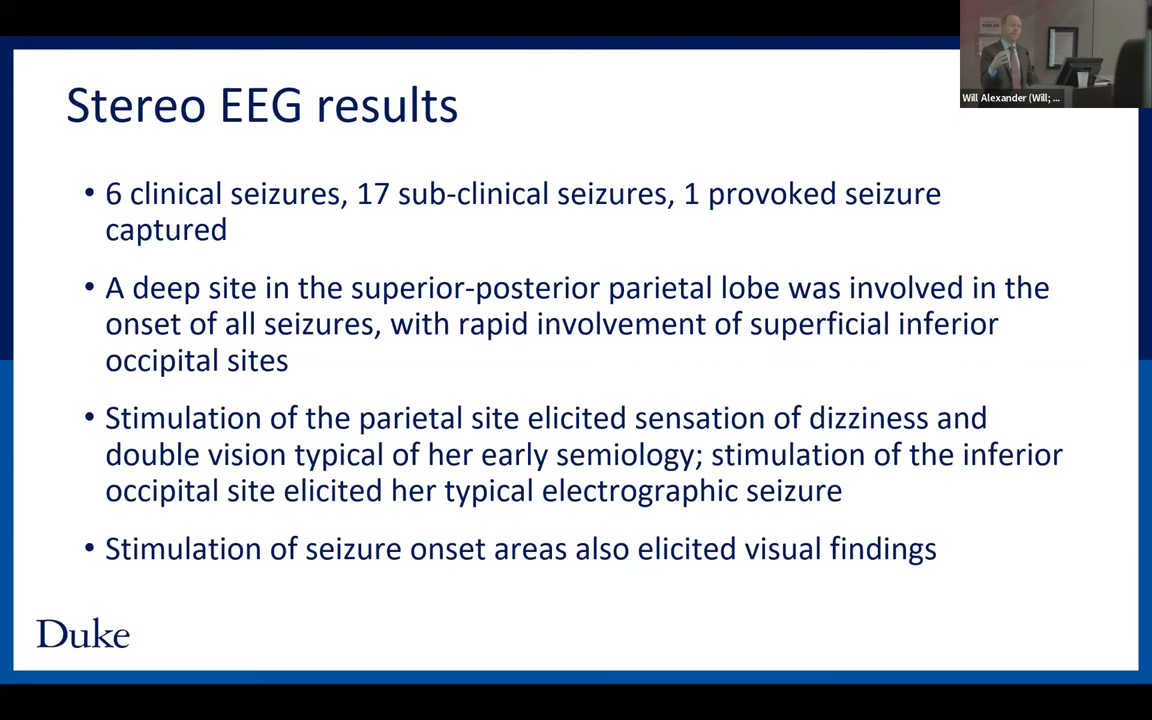 Will Alexander (Will; ...
Stereo EEG results
• 6 clinical seizures, 17 sub-clinical seizures, 1 provoked seizure
captured
• A deep site in the superior-posterior parietal lobe was involved in the
onset of all seizures, with rapid involvement of superficial inferior
occipital sites
• Stimulation of the parietal site elicited sensation of dizziness and
double vision typical of her early semiology; stimulation of the inferior
occipital site elicited her typical electrographic seizure
• Stimulation of seizure onset areas also elicited visual findings
Duke